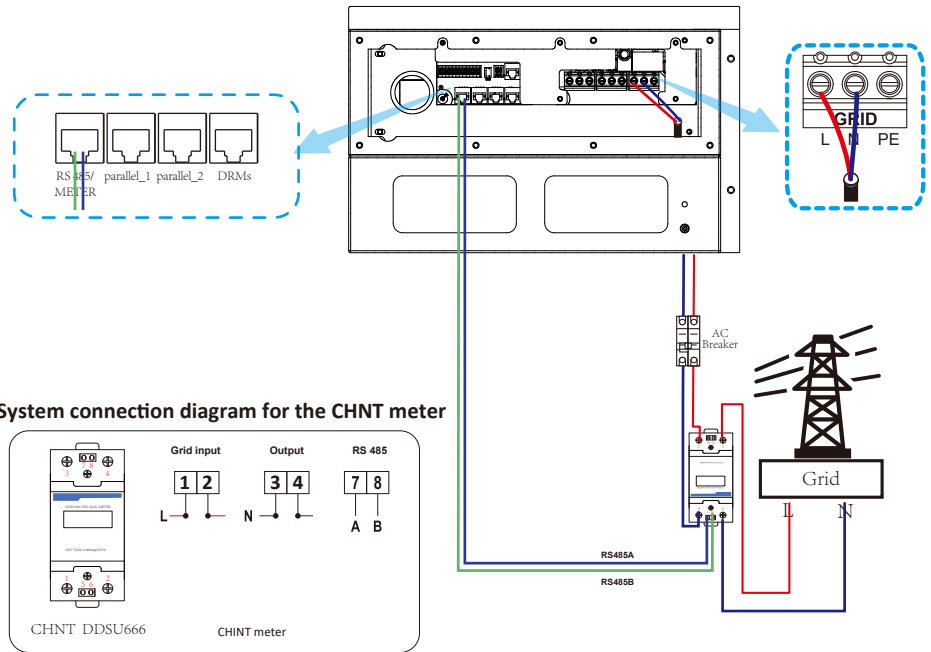 GRID
L N PE
RS 485/
METER
parallel_1
parallel_2
DRMs
AC
Breaker
System connection diagram for the CHNT meter
Grid input
Output
RS 485
1 2
3 4
7 8
L
N
A B
7 8
3
4
1
2
5 6
CHNT DDSU666
CHINT meter
RS485A
RS485B
Grid
L
N